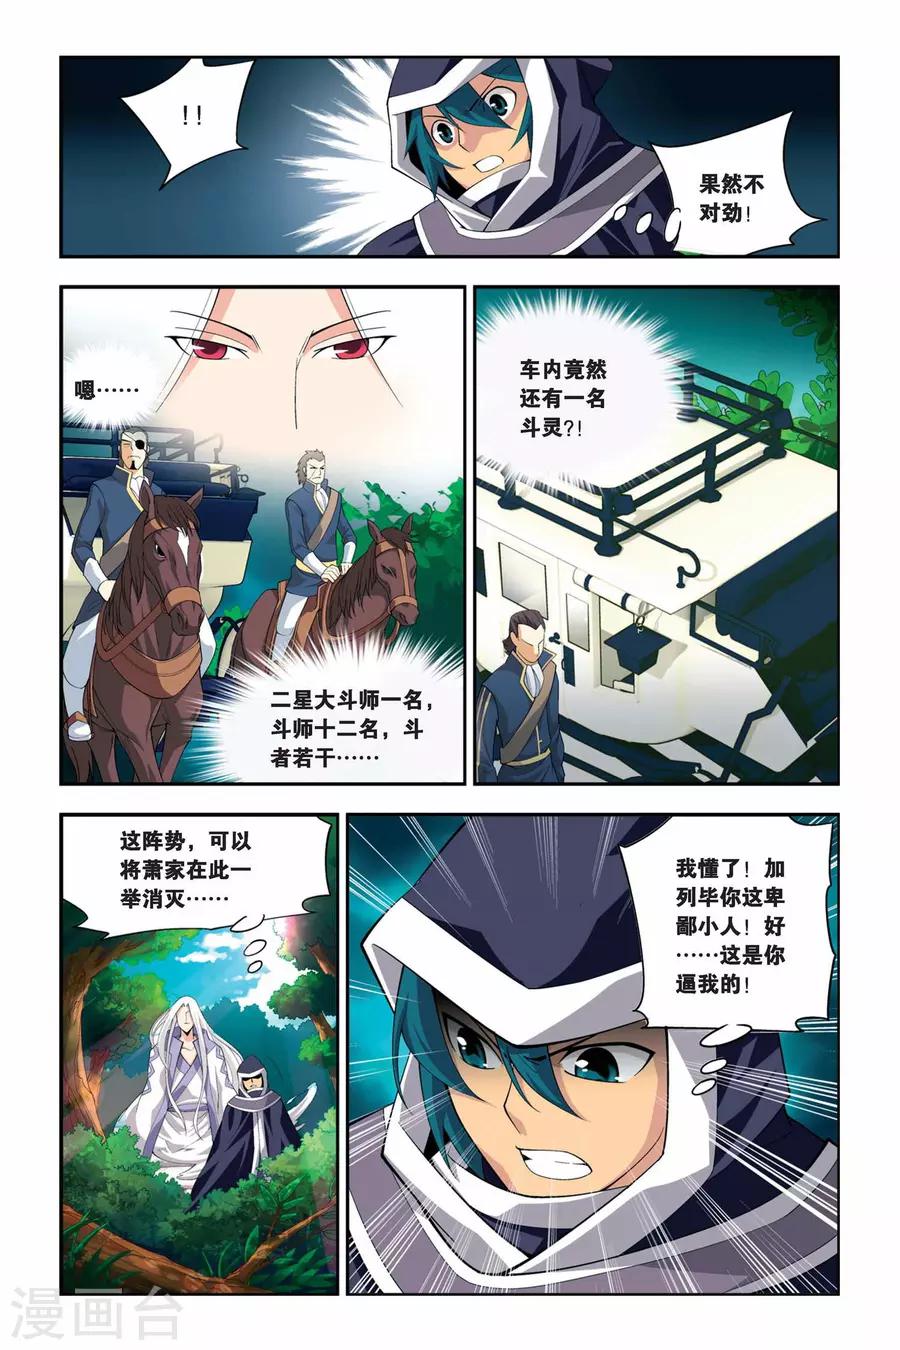 ！！
果然不
对劲！
嗯……
二星大斗师一名，
斗师十二名，斗
者若干……
车内竟然
还有一名
斗灵？！
这阵势，可以
将萧家在此一
举消灭……
我懂了！加
列毕你这卑
鄙小人！好
……这是你
逼我的！
漫画台